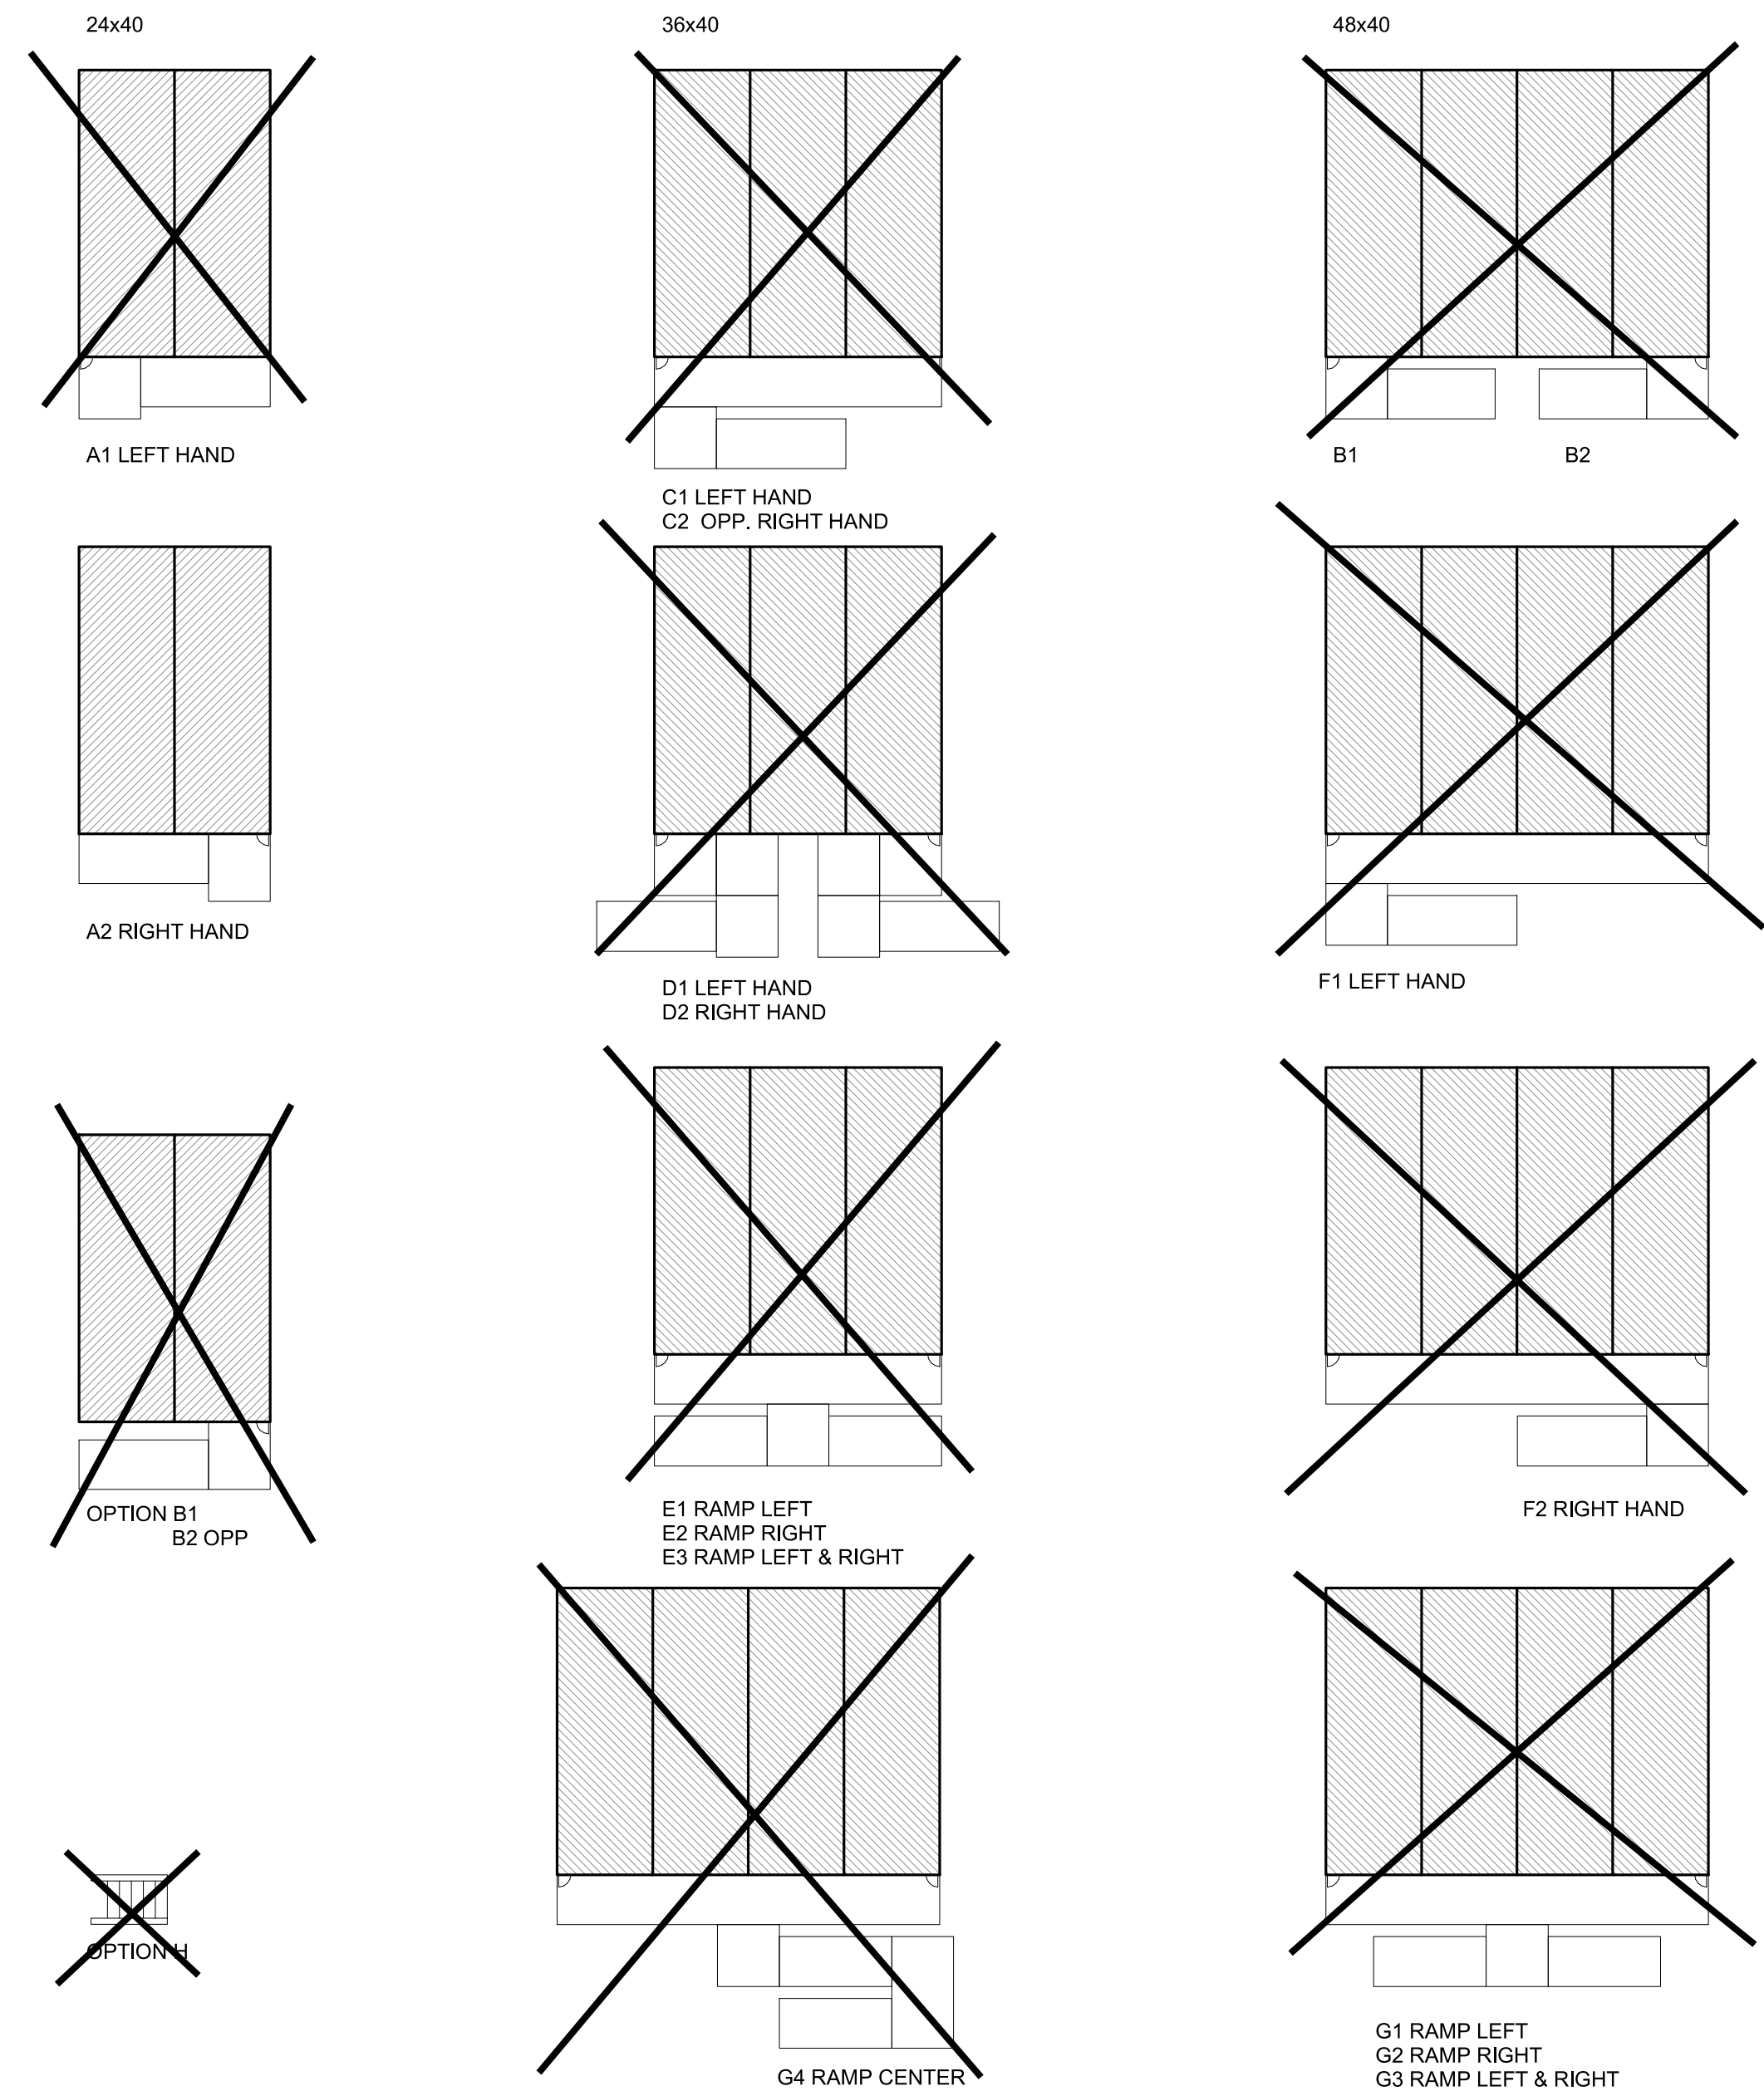 24x40
36x40
48x40
A1 LEFT HAND
C1 LEFT HAND
C2  OPP. RIGHT HAND
B1
B2
A2 RIGHT HAND
D1 LEFT HAND
D2 RIGHT HAND
F1 LEFT HAND
OPTION B1
B2 OPP
E1 RAMP LEFT
E2 RAMP RIGHT
E3 RAMP LEFT & RIGHT
F2 RIGHT HAND
OPTION H
G4 RAMP CENTER
G1 RAMP LEFT
G2 RAMP RIGHT
G3 RAMP LEFT & RIGHT